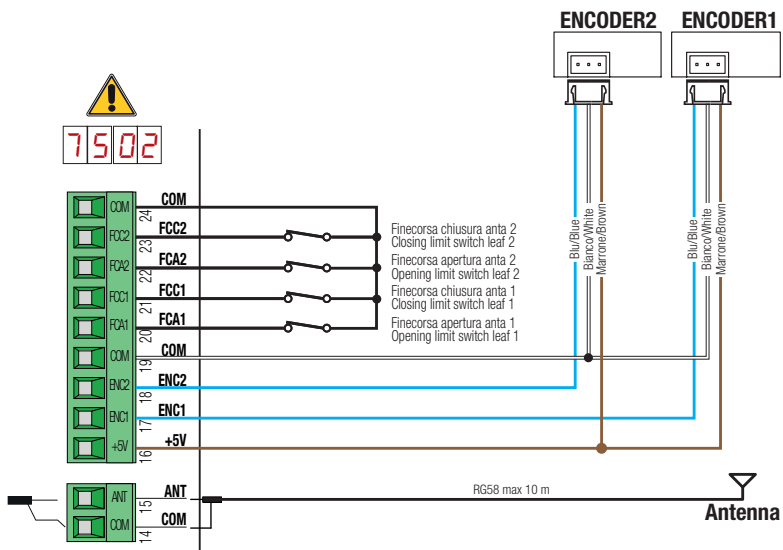 ENCODER2
ENCODER1
7502
COM
24
COM
FCC2
23
FCC2
Finecorsa chiusura anta 2
Closing limit switch leaf 2
FCA2
22
FCA2
Finecorsa apertura anta 2
Opening limit switch leaf 2
FCC1
21
FCC1
Finecorsa chiusura anta 1
Closing limit switch leaf 1
FCA1
20
FCA1
Finecorsa apertura anta 1
Opening limit switch leaf 1
COM
19
COM
ENC2
18
ENC2
ENC1
17
ENC1
+5V
16
+5V
Blu/Blue
Bianco/White
Marrone/Brown
Blu/Blue
Bianco/White
Marrone/Brown
ANT
15
ANT
RG58 max 10 m
Antenna
COM
14
COM